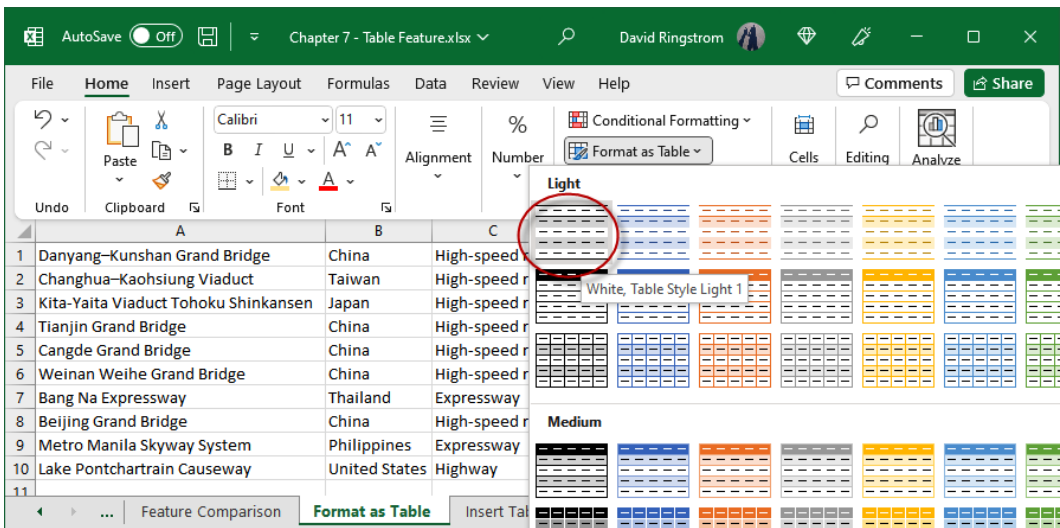 AutoSave Off Chapter 7 - Table Feature.xlsx David Ringstrom
File Home Insert Page Layout Formulas Data Review View Help Comments Share
Calibri 11 Conditional Formatting
B I U A A Paste Alignment Number % Format as Table Cells Editing Analyze
Undo Clipboard Font
Light
White, Table Style Light 1
Medium
A B C
1 Danyang–Kunshan Grand Bridge China High-speed r
2 Changhua–Kaohsiung Viaduct Taiwan High-speed r
3 Kita-Yaita Viaduct Tohoku Shinkansen Japan High-speed r
4 Tianjin Grand Bridge China High-speed r
5 Cangde Grand Bridge China High-speed r
6 Weinan Weihe Grand Bridge China High-speed r
7 Bang Na Expressway Thailand Expressway
8 Beijing Grand Bridge China High-speed r
9 Metro Manila Skyway System Philippines Expressway
10 Lake Pontchartrain Causeway United States Highway
11
... Feature Comparison Format as Table Insert Tab